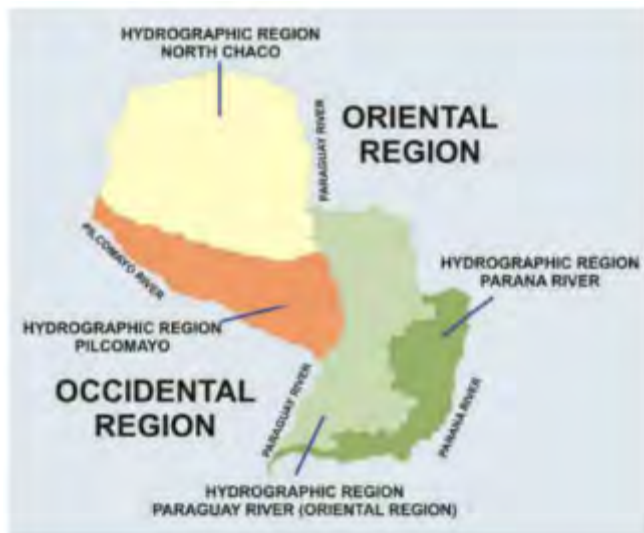 HYDROGRAPHIC REGION
NORTH CHACO
PARAGUAY RIVER
ORIENTAL
REGION
PILCOMAYO RIVER
HYDROGRAPHIC REGION
PARANA RIVER
HYDROGRAPHIC REGION
PILCOMAYO
OCCIDENTAL
REGION
PARAGUAY RIVER
PARANA RIVER
HYDROGRAPHIC REGION
PARAGUAY RIVER (ORIENTAL REGION)